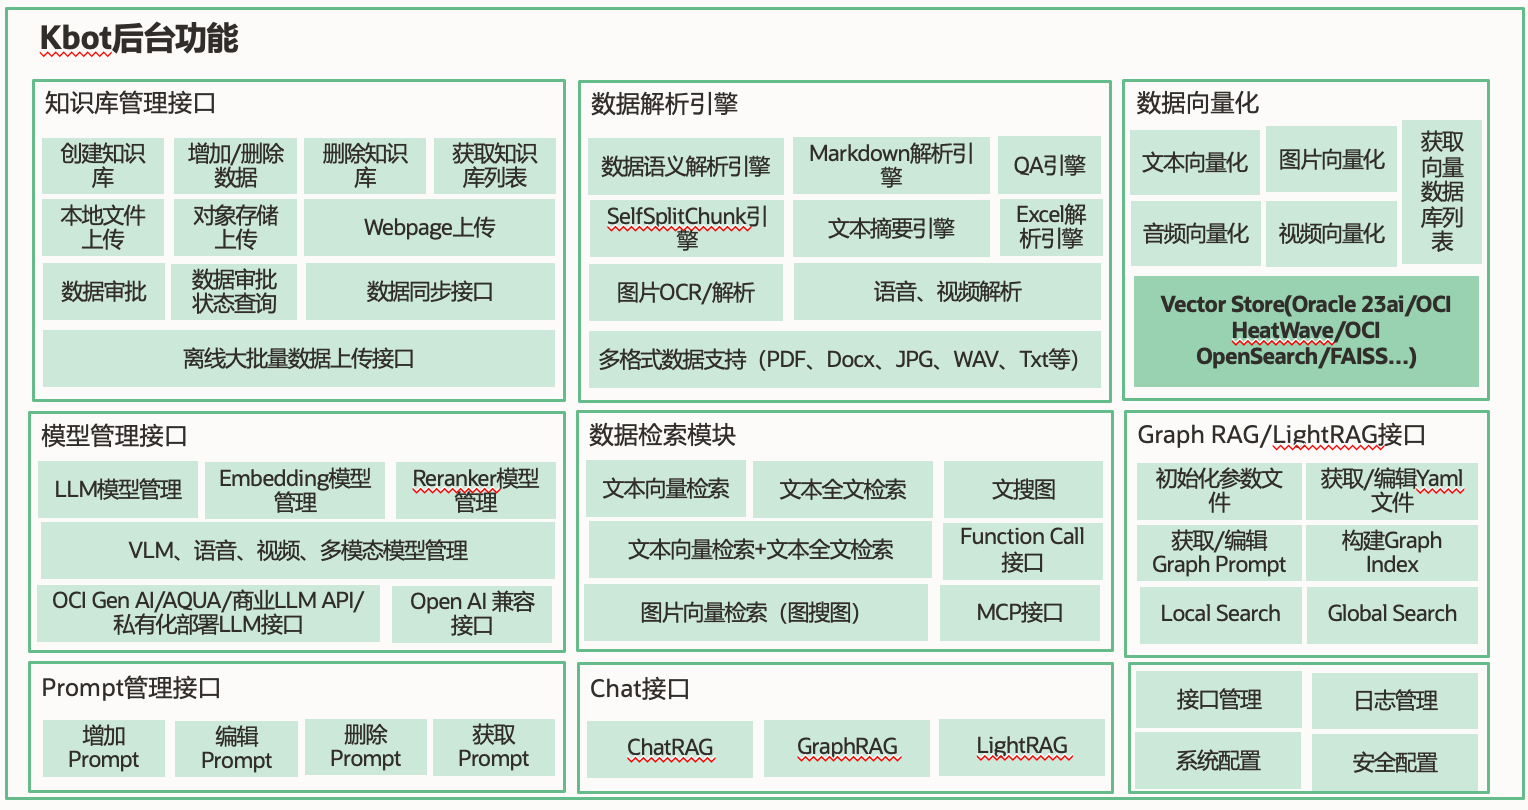 Kbot后台功能
知识库管理接口
创建知识
库
增加/删除
数据
删除知识
库
获取知识
库列表
本地文件
上传
对象存储
上传
Webpage上传
数据审批
数据审批
状态查询
数据同步接口
离线大批量数据上传接口
数据解析引擎
数据语义解析引擎
Markdown解析引
擎
QA引擎
SelfSplitChunk引
擎
文本摘要引擎
Excel解
析引擎
图片OCR/解析
语音、视频解析
多格式数据支持（PDF、Docx、JPG、WAV、Txt等）
数据向量化
文本向量化
图片向量化
获取
向量
数据
库列
表
音频向量化
视频向量化
Vector Store(Oracle 23ai/OCI
HeatWave/OCI
OpenSearch/FAISS...)
模型管理接口
LLM模型管理
Embedding模型
管理
Reranker模型
管理
VLM、语音、视频、多模态模型管理
OCI Gen AI/AQUA/商业LLM API/
私有化部署LLM接口
Open AI 兼容
接口
数据检索模块
文本向量检索
文本全文检索
文搜图
文本向量检索+文本全文检索
Function Call
接口
图片向量检索（图搜图）
MCP接口
Graph RAG/LightRAG接口
初始化参数文
件
获取/编辑Yaml
文件
获取/编辑
Graph Prompt
构建Graph
Index
Local Search
Global Search
Prompt管理接口
增加
Prompt
编辑
Prompt
删除
Prompt
获取
Prompt
Chat接口
ChatRAG
GraphRAG
LightRAG
接口管理
日志管理
系统配置
安全配置